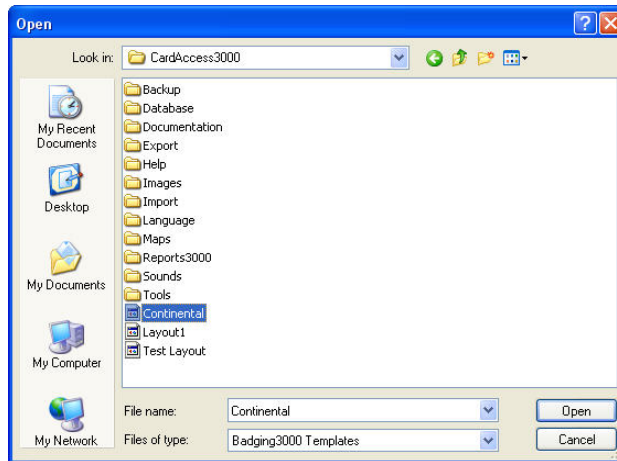 Open
Look in: CardAccess3000
My Recent
Documents
Desktop
My Documents
My Computer
My Network
Backup
Database
Documentation
Export
Help
Images
Import
Language
Maps
Reports3000
Sounds
Tools
Continental
Layout1
Test Layout
File name: Continental Open
Files of type: Badging3000 Templates Cancel